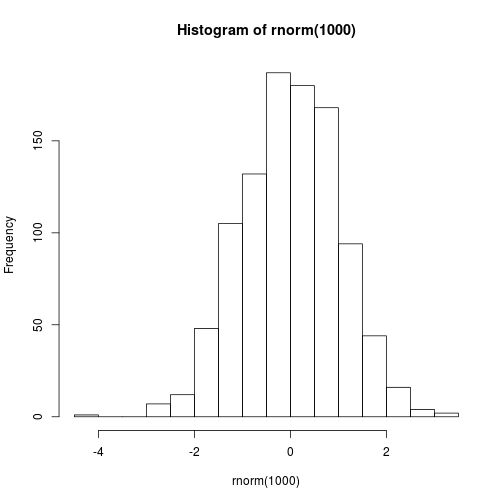 Histogram of rnorm(1000)
Frequency
150
100
50
0
-4 -2 0 2
rnorm(1000)